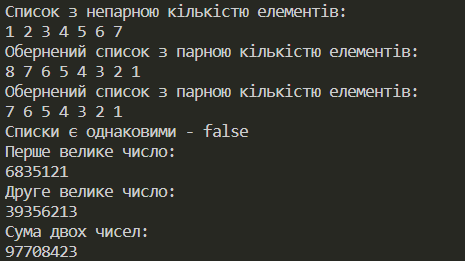 Список з непарною кількістю елементів:
1 2 3 4 5 6 7
Обернений список з парною кількістю елементів:
8 7 6 5 4 3 2 1
Обернений список з парною кількістю елементів:
7 6 5 4 3 2 1
Списки є однаковими - false
Перше велике число:
6835121
Друге велике число:
39356213
Сума двох чисел:
97708423